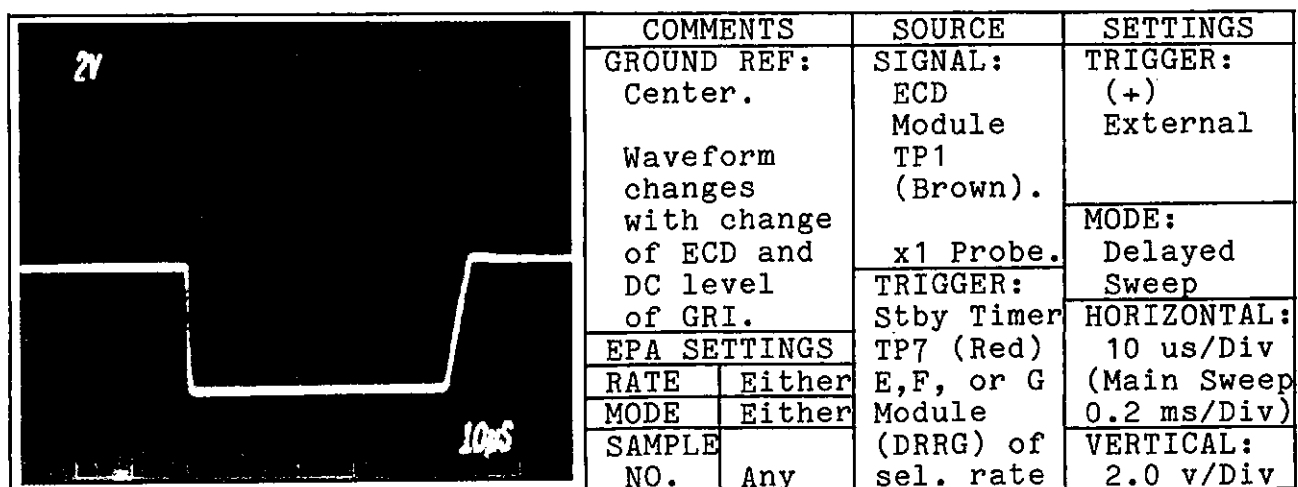 2V
10µS
COMMENTS
GROUND REF:
Center.
Waveform
changes
with change
of ECD and
DC level
of GRI.
EPA SETTINGS
RATE Either
MODE Either
SAMPLE
NO. Any
SOURCE
SIGNAL:
ECD
Module
TP1
(Brown).
x1 Probe.
TRIGGER:
Stby Timer
TP7 (Red)
E,F, or G
Module
(DRRG) of
sel. rate
SETTINGS
TRIGGER:
(+)
External
MODE:
Delayed
Sweep
HORIZONTAL:
10 us/Div
(Main Sweep
0.2 ms/Div)
VERTICAL:
2.0 v/Div